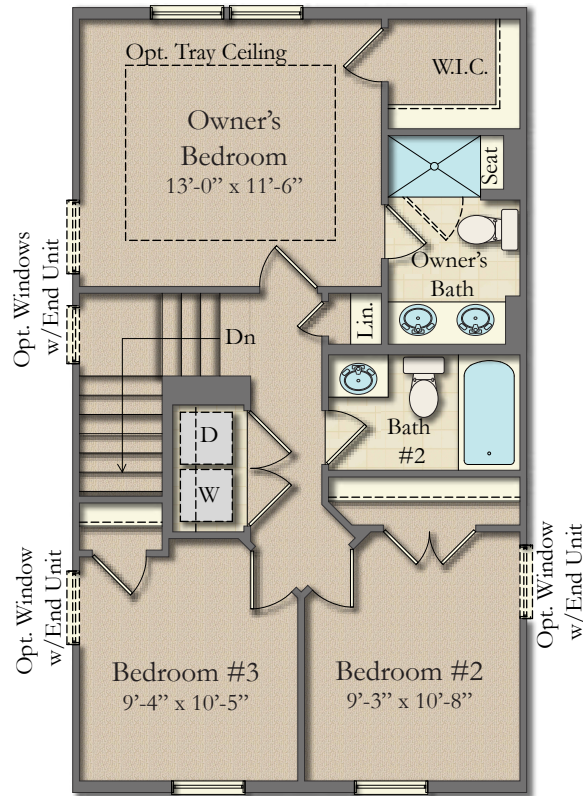 Opt. Tray Ceiling
W.I.C.
Owner's
Bedroom
13'-0” x 11'-6”
Seat
Owner's
Bath
Opt. Windows
w/End Unit
Dn
Lin.
Bath
#2
D
W
Opt. Window
w/End Unit
Opt. Window
w/End Unit
Bedroom #3
9'-4” x 10'-5”
Bedroom #2
9'-3” x 10'-8”